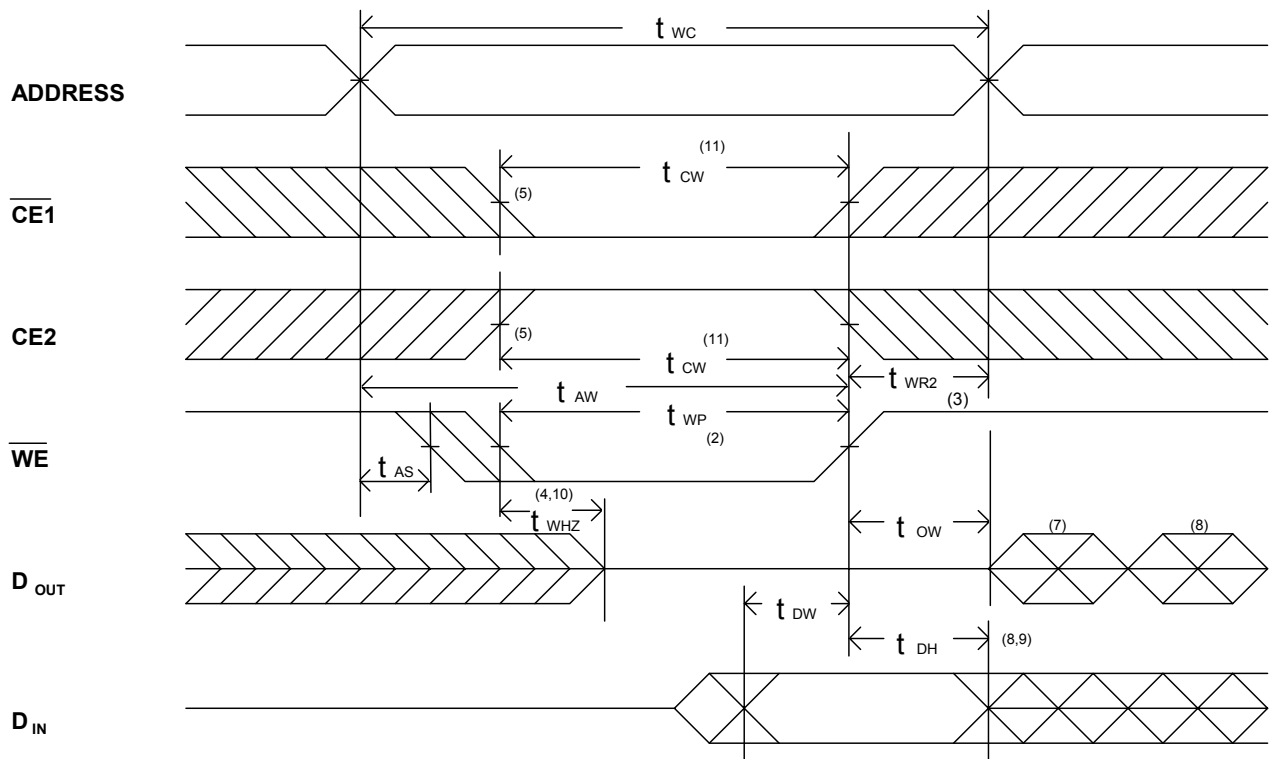 t WC
ADDRESS
(11)
t CW
(5)
CE1
CE2
(5)
(11)
t CW
t WR2
t AW
(3)
t WP
(2)
WE
t AS
(4,10)
t WHZ
t OW
(7)
(8)
D OUT
t DW
t DH
(8,9)
D IN